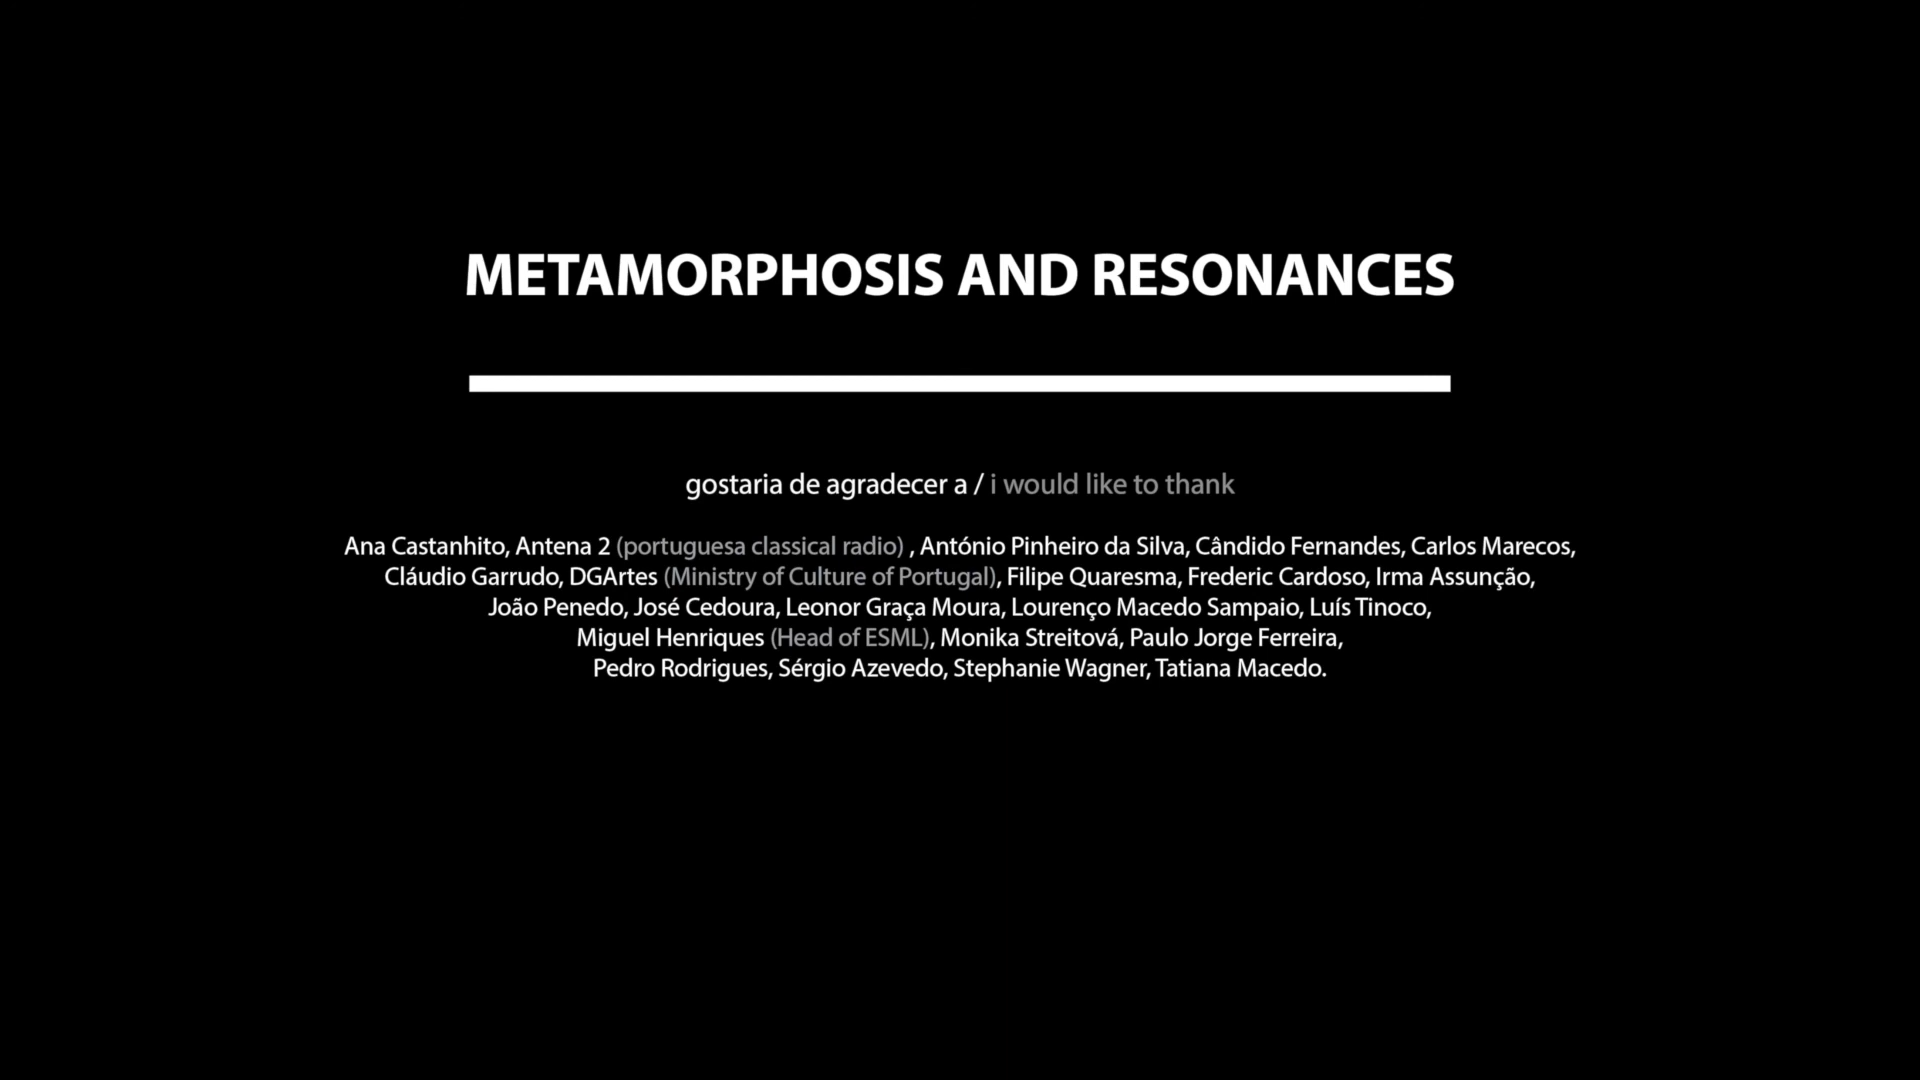 METAMORPHOSIS AND RESONANCES
gostaria de agradecer a / i would like to thank
Ana Castanhito, Antena 2 (portuguesa classical radio) , António Pinheiro da Silva, Cândido Fernandes, Carlos Marecos,
Cláudio Garrudo, DGArtes (Ministry of Culture of Portugal), Filipe Quaresma, Frederic Cardoso, Irma Assunção,
João Penedo, José Cedoura, Leonor Graça Moura, Lourenço Macedo Sampaio, Luís Tinoco,
Miguel Henriques (Head of ESML), Monika Streitová, Paulo Jorge Ferreira,
Pedro Rodrigues, Sérgio Azevedo, Stephanie Wagner, Tatiana Macedo.